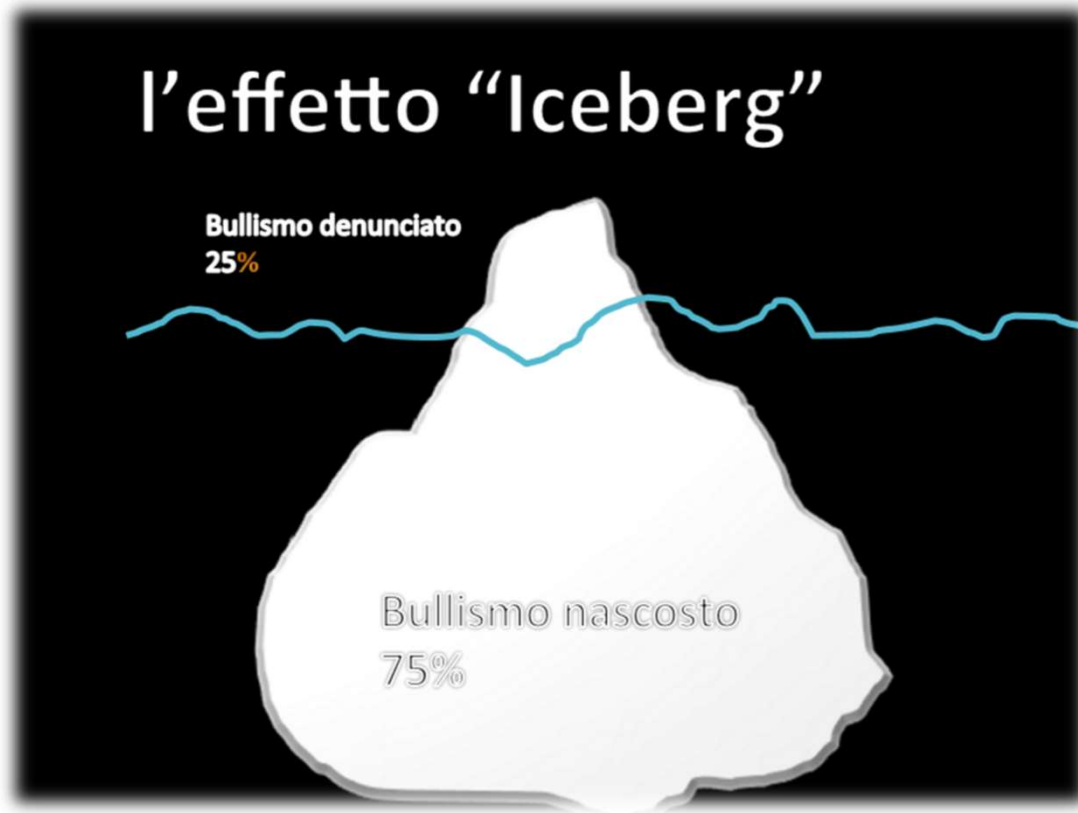 l’effetto “Iceberg”
Bullismo denunciato
25%
Bullismo nascosto
75%